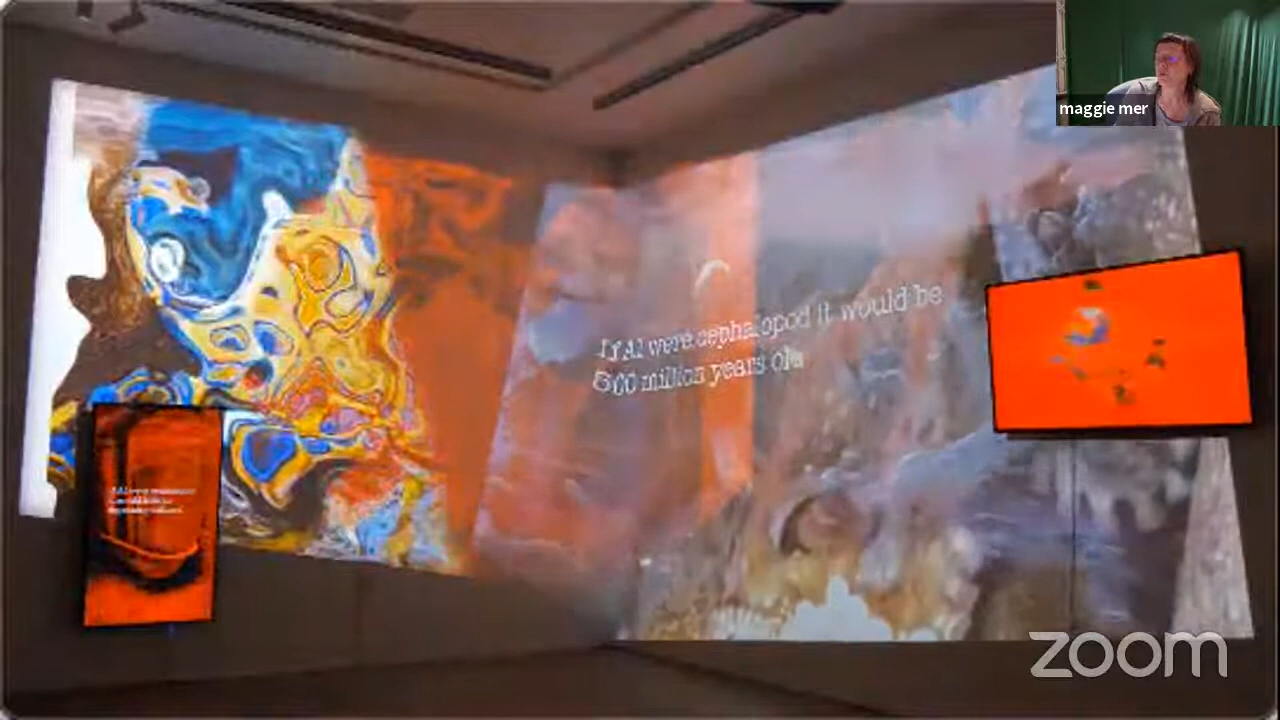 maggie mer
If AI were cephalopod it would be
500 million years old
zoom